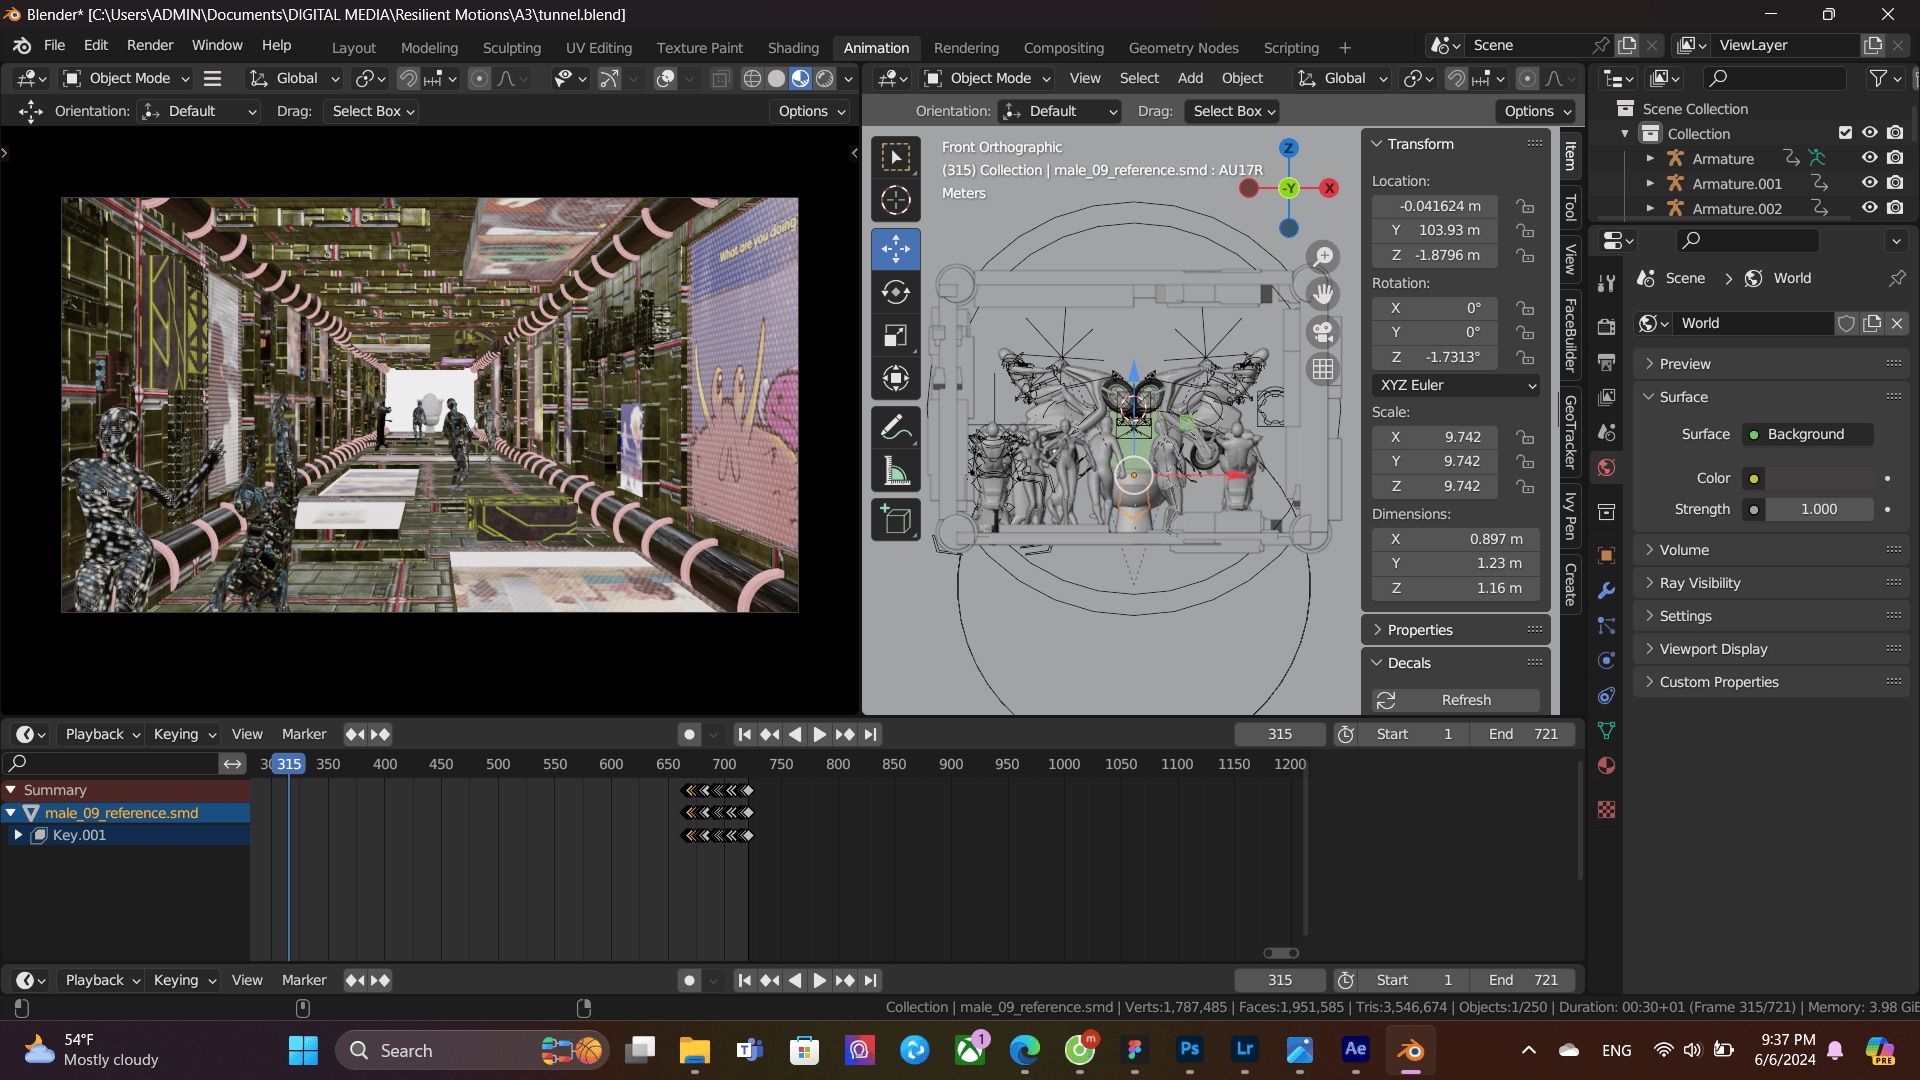 Blender* [C:\Users\ADMIN\Documents\DIGITAL MEDIA\Resilient Motions\A3\tunnel.blend]
File Edit Render Window Help Layout Modeling Sculpting UV Editing Texture Paint Shading Animation Rendering Compositing Geometry Nodes Scripting + Scene ViewLayer
Object Mode Global Object Mode View Select Add Object Global
Orientation: Default Drag: Select Box Options Orientation: Default Drag: Select Box Options
Scene Collection
Collection
Armature
Armature.001
Armature.002
What are you doing
Front Orthographic
(315) Collection | male_09_reference.smd : AU17R
Meters
Z
-Y
X
Transform
Location:
-0.041624 m
Y 103.93 m
Z -1.8796 m
Rotation:
X 0°
Y 0°
Z -1.7313°
XYZ Euler
Scale:
X 9.742
Y 9.742
Z 9.742
Dimensions:
X 0.897 m
Y 1.23 m
Z 1.16 m
Properties
Decals
Refresh
Item
Tool
View
FaceBuilder
GeoTracker
Ivy Pen
Create
Scene > World
World
Preview
Surface
Surface Background
Color
Strength 1.000
Volume
Ray Visibility
Settings
Viewport Display
Custom Properties
Playback Keying View Marker 315 Start 1 End 721
315 350 400 450 500 550 600 650 700 750 800 850 900 950 1000 1050 1100 1150 1200
Summary
male_09_reference.smd
Key.001
Playback Keying View Marker 315 Start 1 End 721
Collection | male_09_reference.smd | Verts:1,787,485 | Faces:1,951,585 | Tris:3,546,674 | Objects:1/250 | Duration: 00:30+01 (Frame 315/721) | Memory: 3.98 GiB
54°F
Mostly cloudy
Search
1
m
Ps
Lr
Ae
ENG
9:37 PM
6/6/2024
PRE